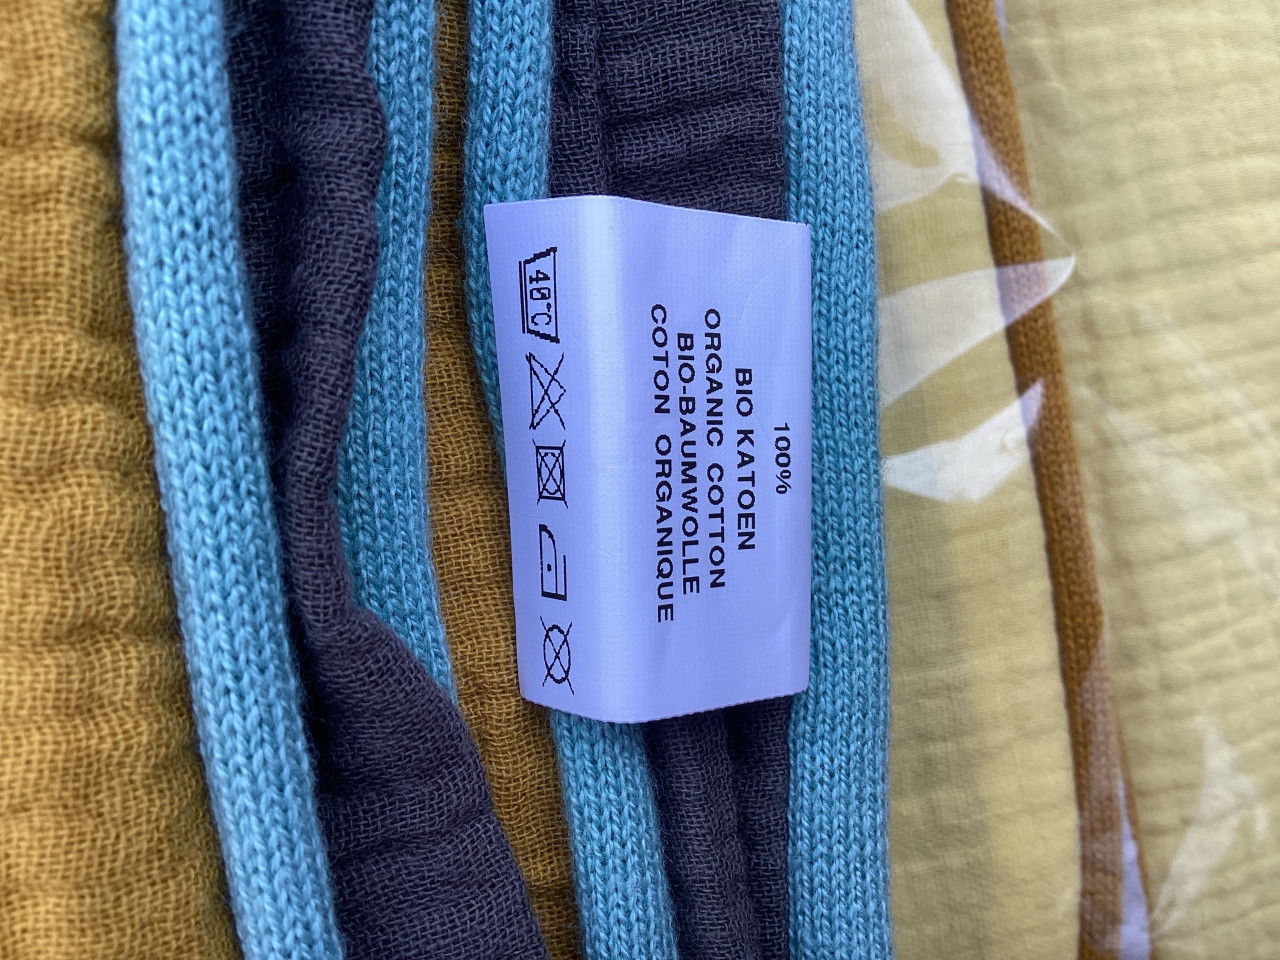 100%
BIO KATOEN
ORGANIC COTTON
BIO-BAUMWOLLE
COTON ORGANIQUE
40°C